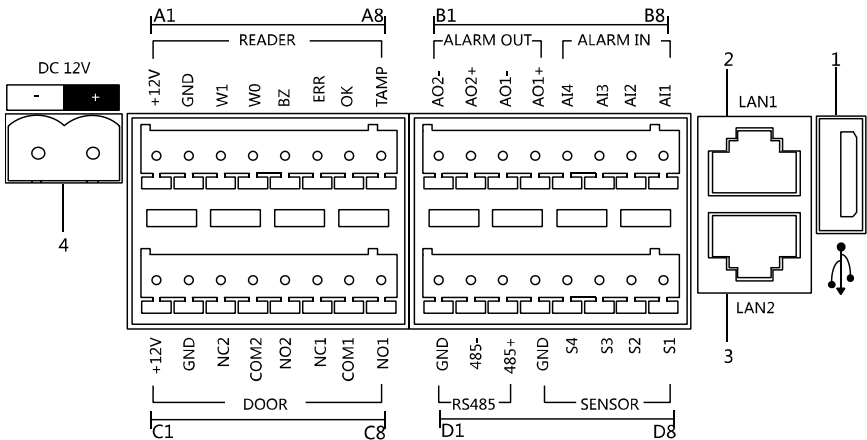 A1 A8 B1 B8
READER ALARM OUT ALARM IN 2 1
DC 12V
- +
+12V GND W1 W0 BZ ERR OK TAMP AO2- AO2+ AO1- AO1+ AI4 AI3 AI2 AI1
LAN1
4
LAN2
+12V GND NC2 COM2 NO2 NC1 COM1 NO1 GND 485- 485+ GND S4 S3 S2 S1
3
DOOR RS485 SENSOR
C1 C8 D1 D8